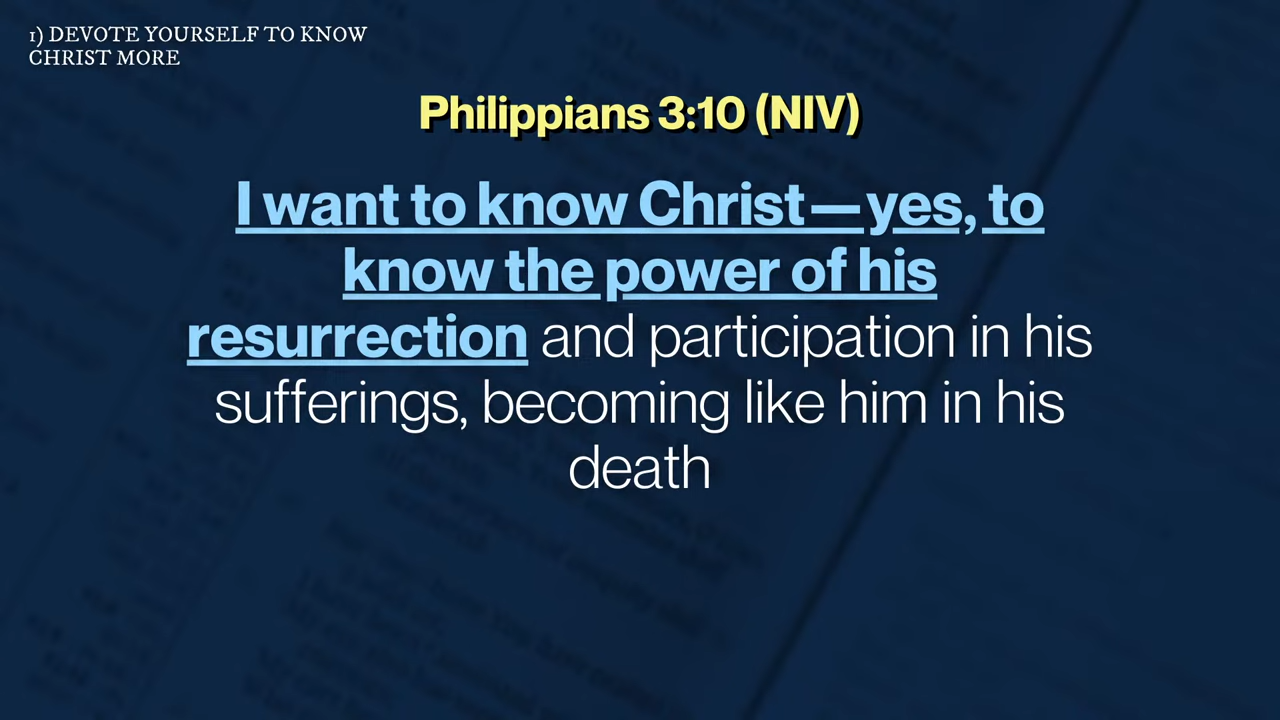 1) DEVOTE YOURSELF TO KNOW
CHRIST MORE
Philippians 3:10 (NIV)
I want to know Christ—yes, to
know the power of his
resurrection and participation in his
sufferings, becoming like him in his
death